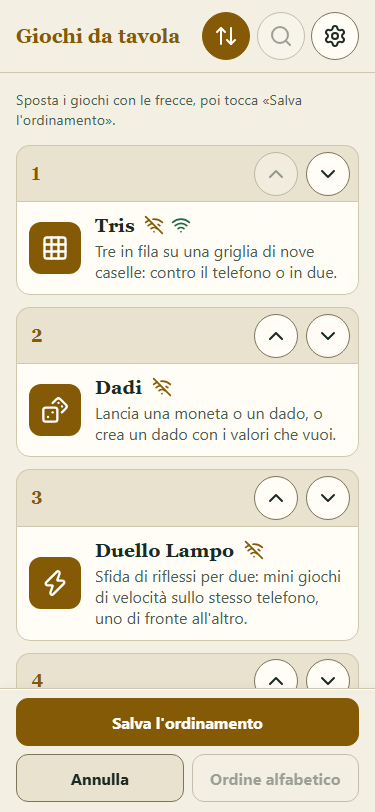 Giochi da tavola
Sposta i giochi con le frecce, poi tocca «Salva
l'ordinamento».
1
Tris
Tre in fila su una griglia di nove
caselle: contro il telefono o in due.
2
Dadi
Lancia una moneta o un dado, o
crea un dado con i valori che vuoi.
3
Duello Lampo
Sfida di riflessi per due: mini giochi
di velocità sullo stesso telefono,
uno di fronte all'altro.
4
Salva l'ordinamento
Annulla
Ordine alfabetico